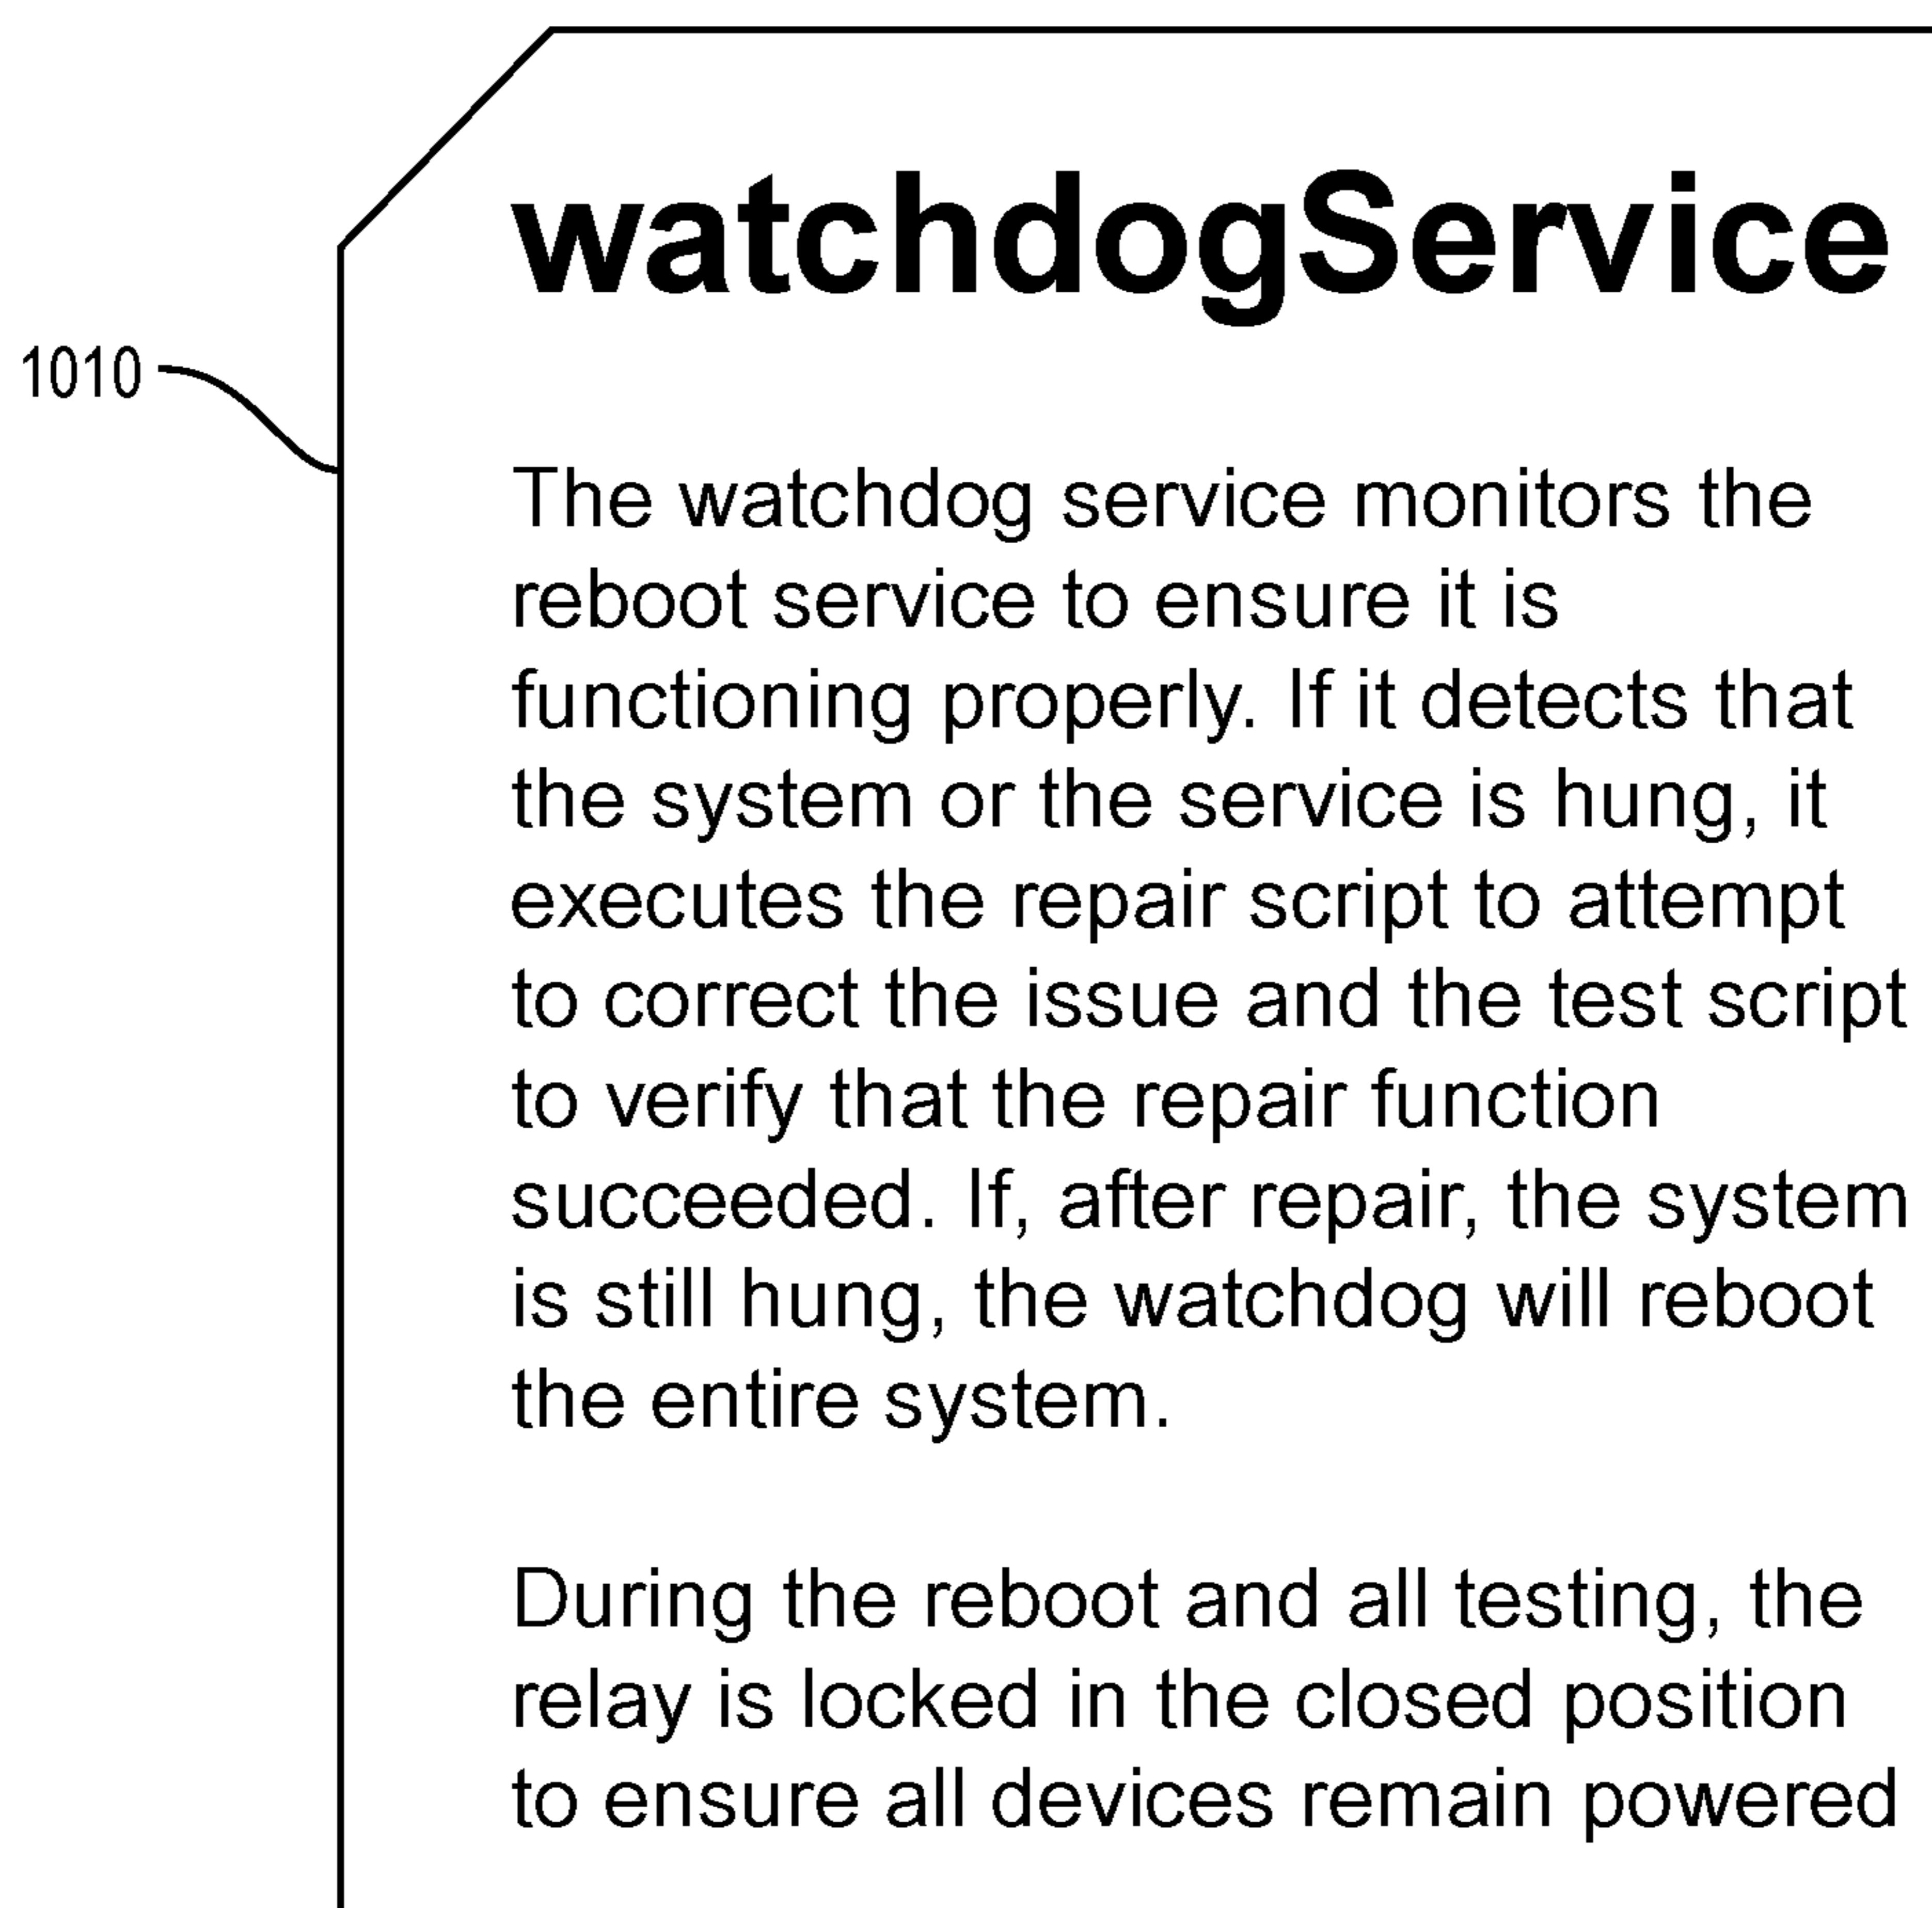 watchdogService
1010
The watchdog service monitors the
reboot service to ensure it is
functioning properly. If it detects that
the system or the service is hung, it
executes the repair script to attempt
to correct the issue and the test script
to verify that the repair function
succeeded. If, after repair, the system
is still hung, the watchdog will reboot
the entire system.
During the reboot and all testing, the
relay is locked in the closed position
to ensure all devices remain powered